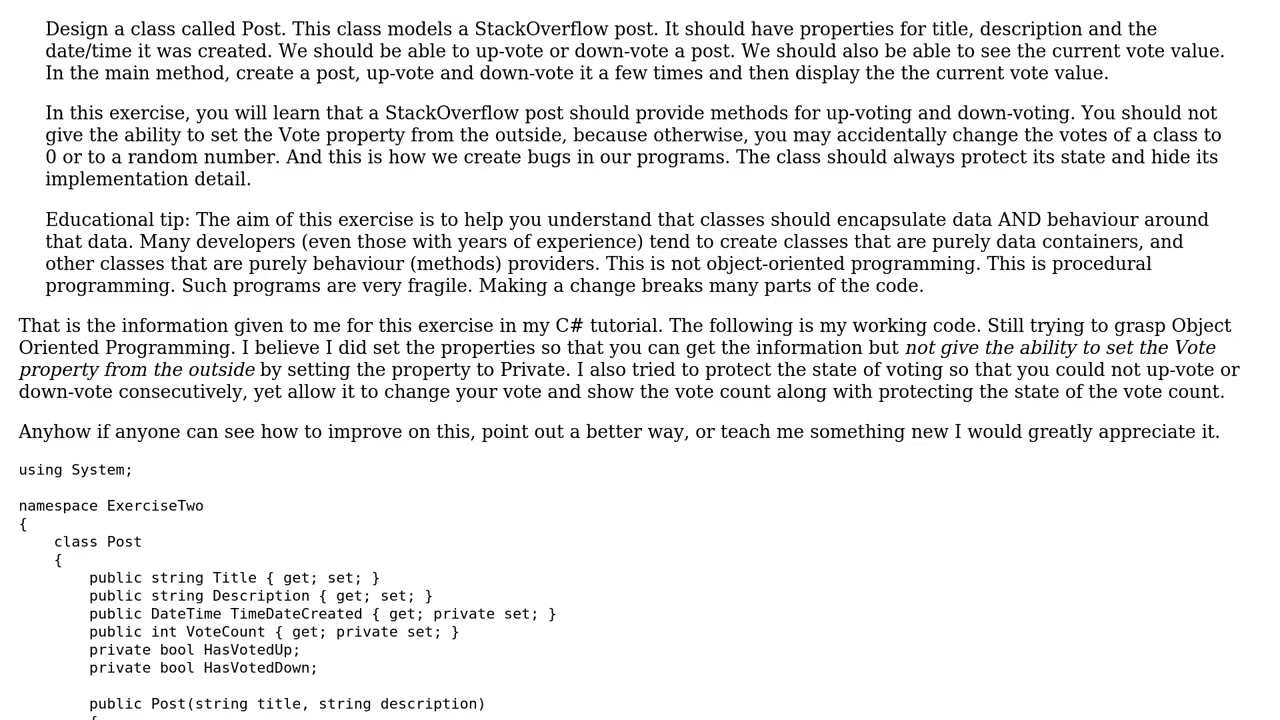 Design a class called Post. This class models a StackOverflow post. It should have properties for title, description and the
date/time it was created. We should be able to up-vote or down-vote a post. We should also be able to see the current vote value.
In the main method, create a post, up-vote and down-vote it a few times and then display the the current vote value.
In this exercise, you will learn that a StackOverflow post should provide methods for up-voting and down-voting. You should not
give the ability to set the Vote property from the outside, because otherwise, you may accidentally change the votes of a class to
0 or to a random number. And this is how we create bugs in our programs. The class should always protect its state and hide its
implementation detail.
Educational tip: The aim of this exercise is to help you understand that classes should encapsulate data AND behaviour around
that data. Many developers (even those with years of experience) tend to create classes that are purely data containers, and
other classes that are purely behaviour (methods) providers. This is not object-oriented programming. This is procedural
programming. Such programs are very fragile. Making a change breaks many parts of the code.
That is the information given to me for this exercise in my C# tutorial. The following is my working code. Still trying to grasp Object
Oriented Programming. I believe I did set the properties so that you can get the information but not give the ability to set the Vote
property from the outside by setting the property to Private. I also tried to protect the state of voting so that you could not up-vote or
down-vote consecutively, yet allow it to change your vote and show the vote count along with protecting the state of the vote count.
Anyhow if anyone can see how to improve on this, point out a better way, or teach me something new I would greatly appreciate it.
using System;
namespace ExerciseTwo
{
    class Post
    {
        public string Title { get; set; }
        public string Description { get; set; }
        public DateTime TimeDateCreated { get; private set; }
        public int VoteCount { get; private set; }
        private bool HasVotedUp;
        private bool HasVotedDown;
        public Post(string title, string description)
        {